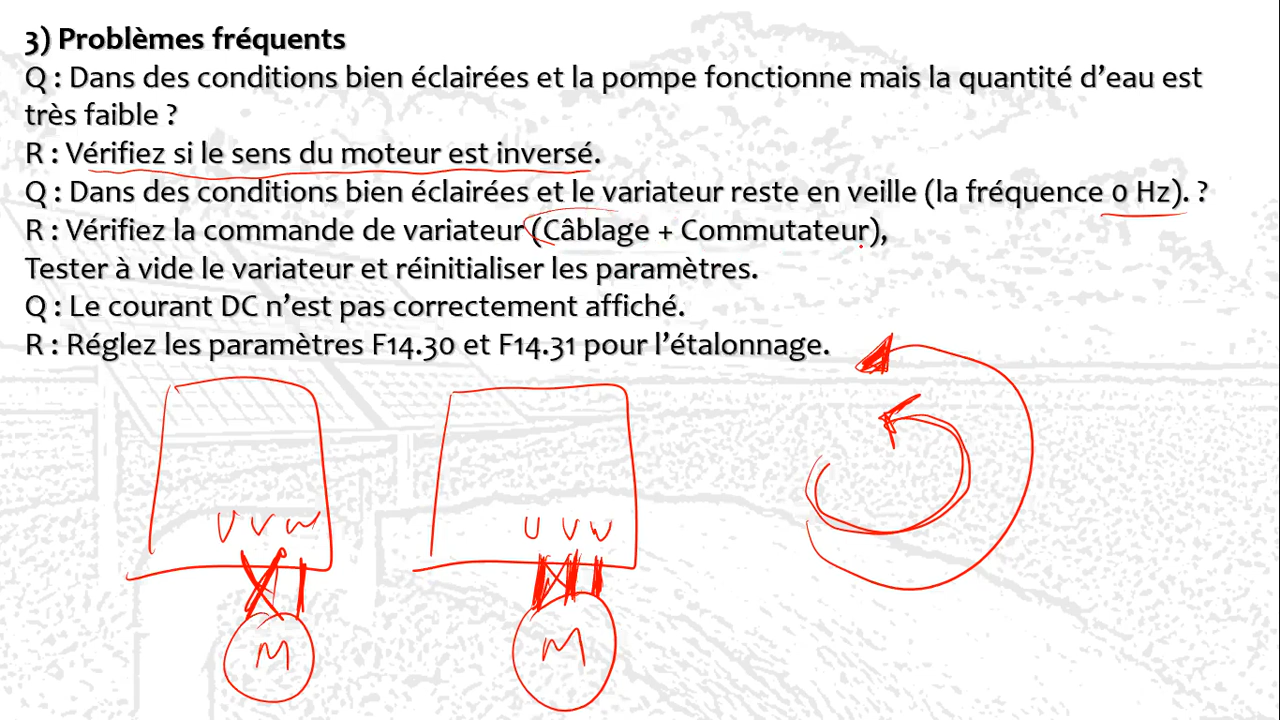 3) Problèmes fréquents
Q : Dans des conditions bien éclairées et la pompe fonctionne mais la quantité d’eau est
très faible ?
R : Vérifiez si le sens du moteur est inversé.
Q : Dans des conditions bien éclairées et le variateur reste en veille (la fréquence 0 Hz). ?
R : Vérifiez la commande de variateur (Câblage + Commutateur),
Tester à vide le variateur et réinitialiser les paramètres.
Q : Le courant DC n’est pas correctement affiché.
R : Réglez les paramètres F14.30 et F14.31 pour l’étalonnage.
U V W
U V W
M
M